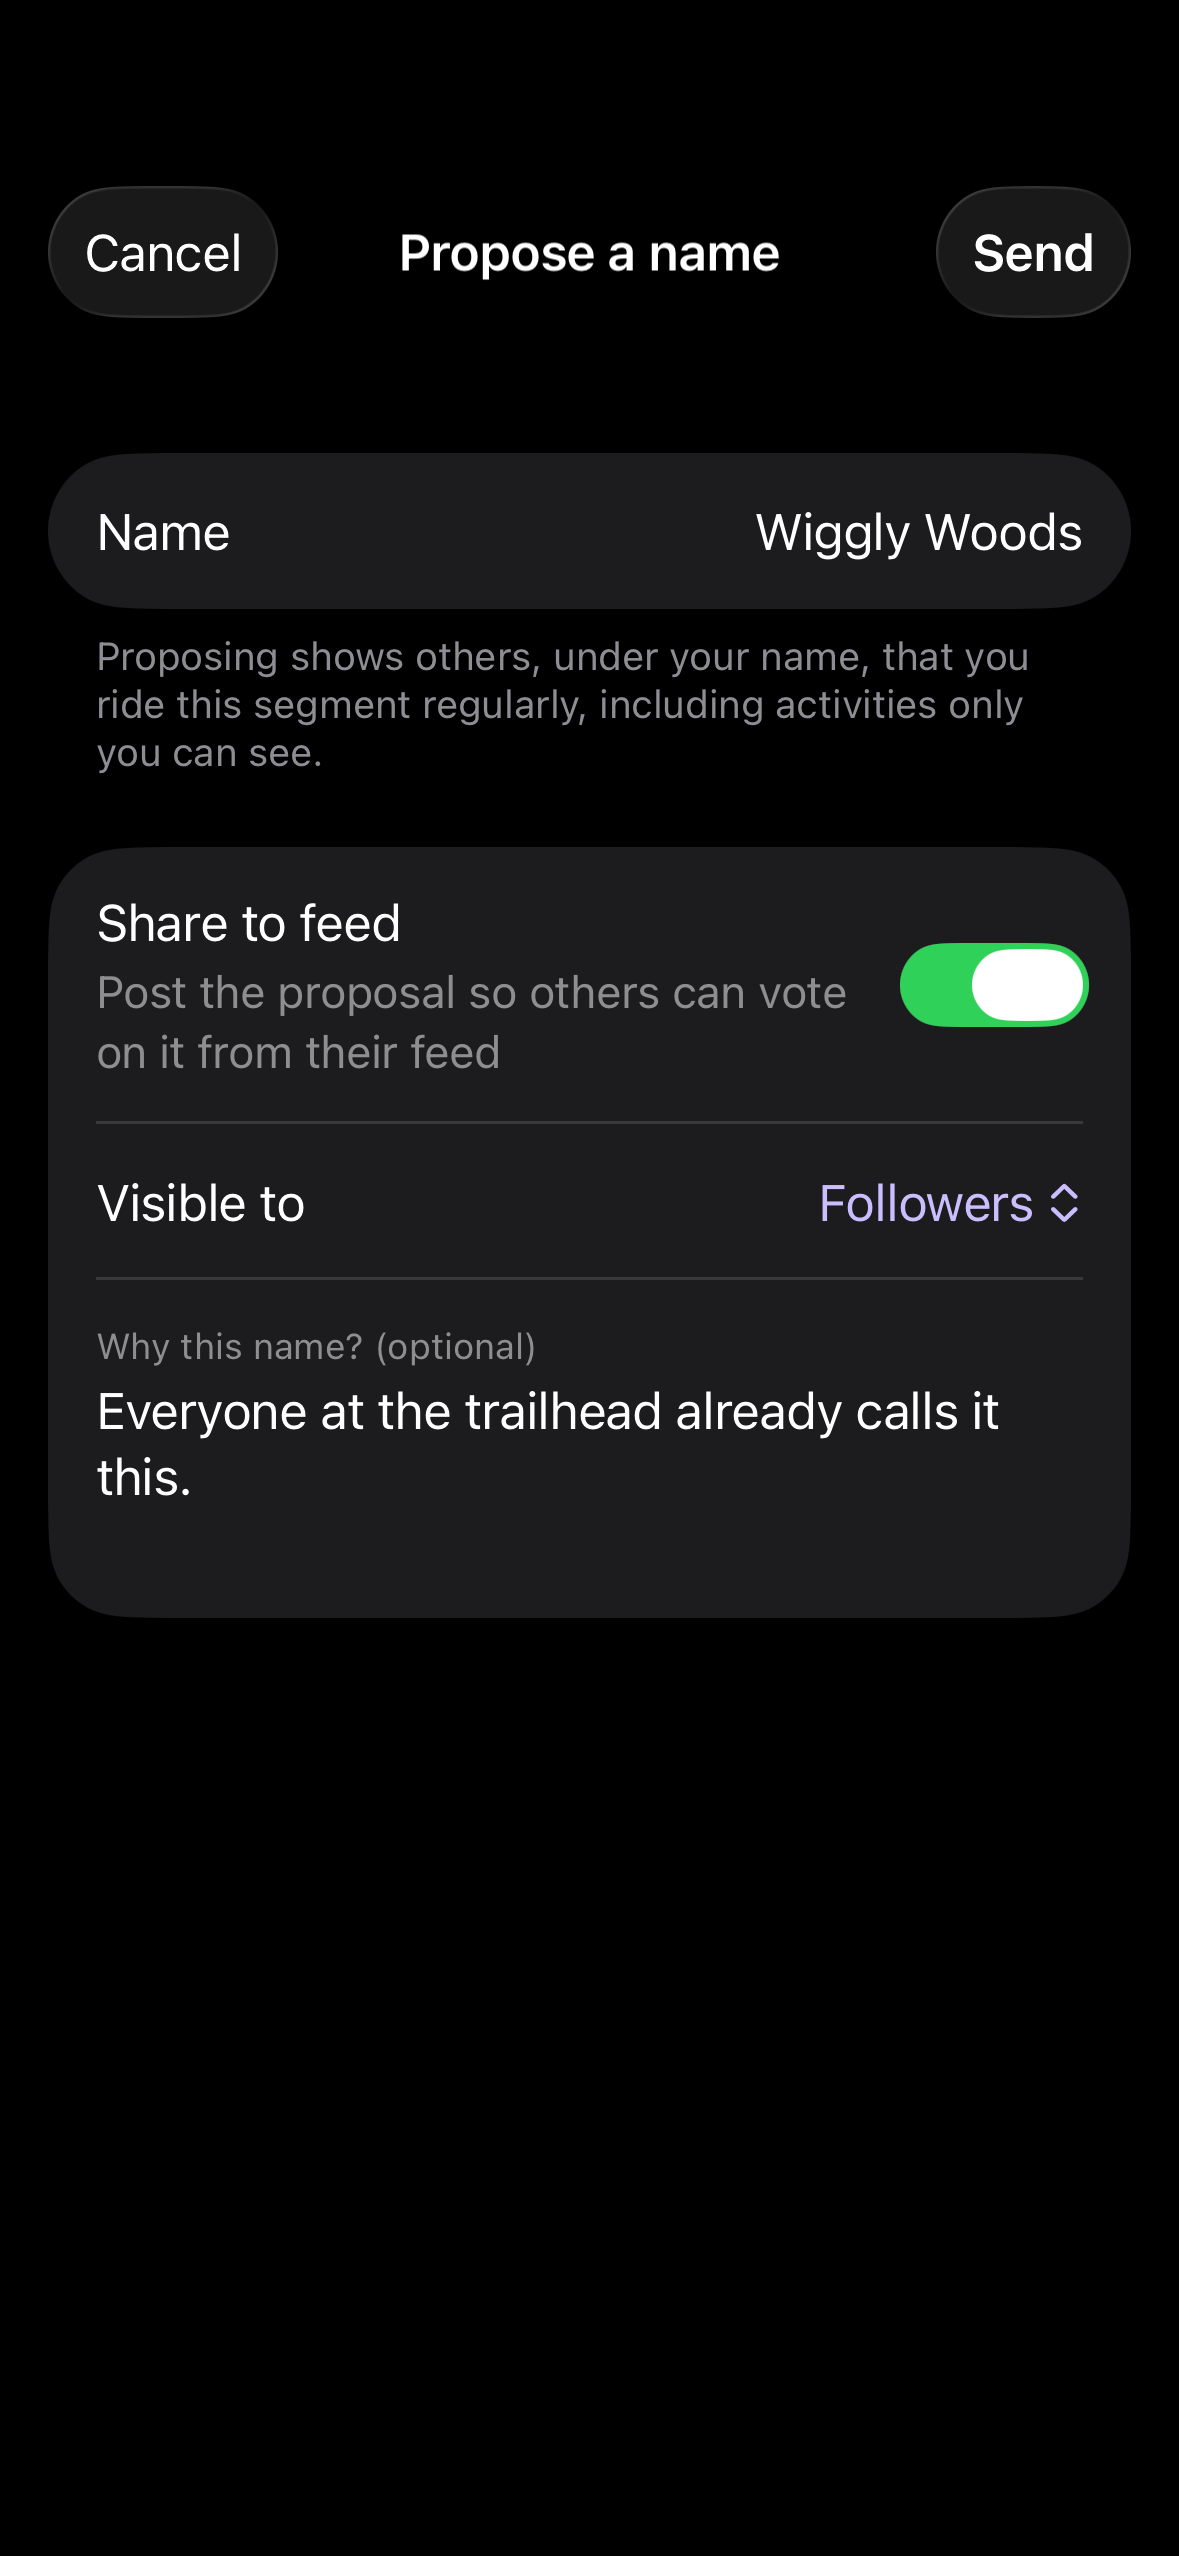 Cancel
Propose a name
Send
Name
Wiggly Woods
Proposing shows others, under your name, that you
ride this segment regularly, including activities only
you can see.
Share to feed
Post the proposal so others can vote
on it from their feed
Visible to
Followers
Why this name? (optional)
Everyone at the trailhead already calls it
this.